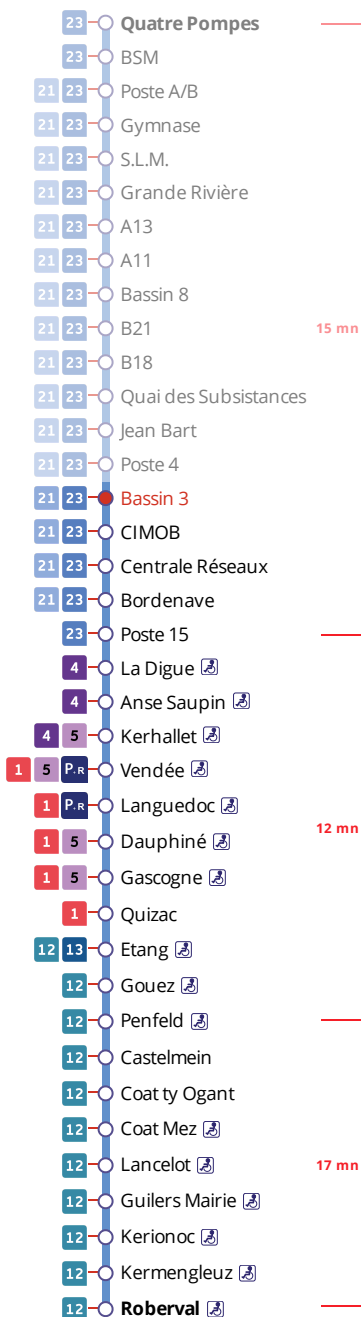 23 Quatre Pompes
23 BSM
21 23 Poste A/B
21 23 Gymnase
21 23 S.L.M.
21 23 Grande Rivière
21 23 A13
21 23 A11
21 23 Bassin 8
21 23 B21 15 mn
21 23 B18
21 23 Quai des Subsistances
21 23 Jean Bart
21 23 Poste 4
21 23 Bassin 3
21 23 CIMOB
21 23 Centrale Réseaux
21 23 Bordenave
23 Poste 15
4 La Digue
4 Anse Saupin
4 5 Kerhallet
1 5 P.R Vendée
1 P.R Languedoc
1 5 Dauphiné 12 mn
1 5 Gascogne
1 Quizac
12 13 Etang
12 Gouez
12 Penfeld
12 Castelmein
12 Coat ty Ogant
12 Coat Mez
12 Lancelot 17 mn
12 Guilers Mairie
12 Kerionoc
12 Kermengleuz
12 Roberval